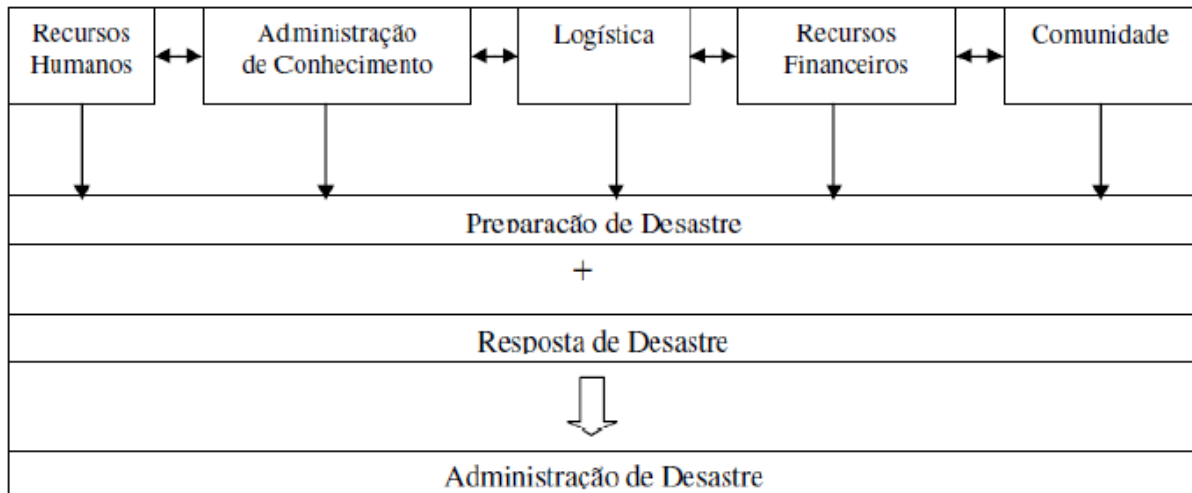 Recursos
Humanos
Administração
de Conhecimento
Logística
Recursos
Financeiros
Comunidade
Preparação de Desastre
+
Resposta de Desastre
Administração de Desastre